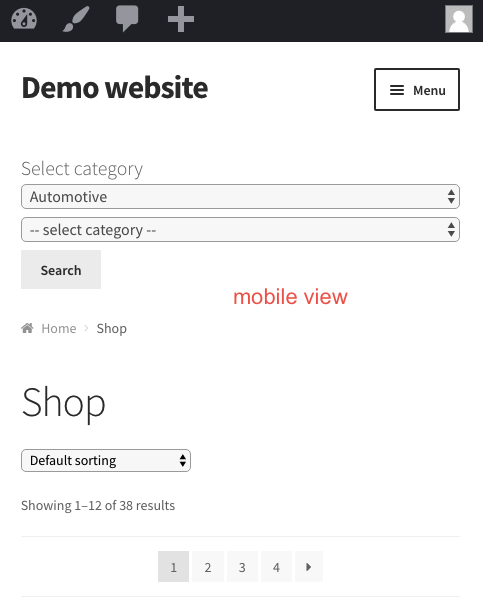 Demo website
Menu
Select category
Automotive
-- select category --
Search
mobile view
Home Shop
Shop
Default sorting
Showing 1–12 of 38 results
1 2 3 4